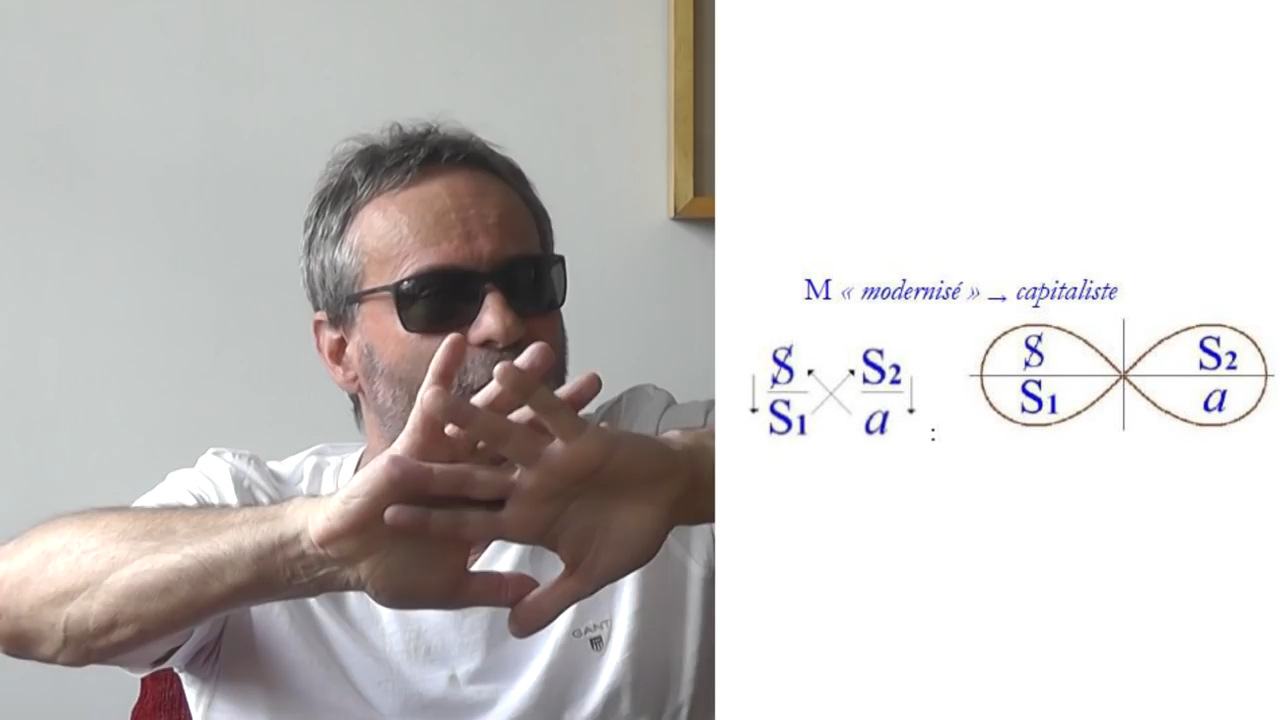 M « modernisé » → capitaliste
$ S2 $ S2
S1 a : S1 a
GANT